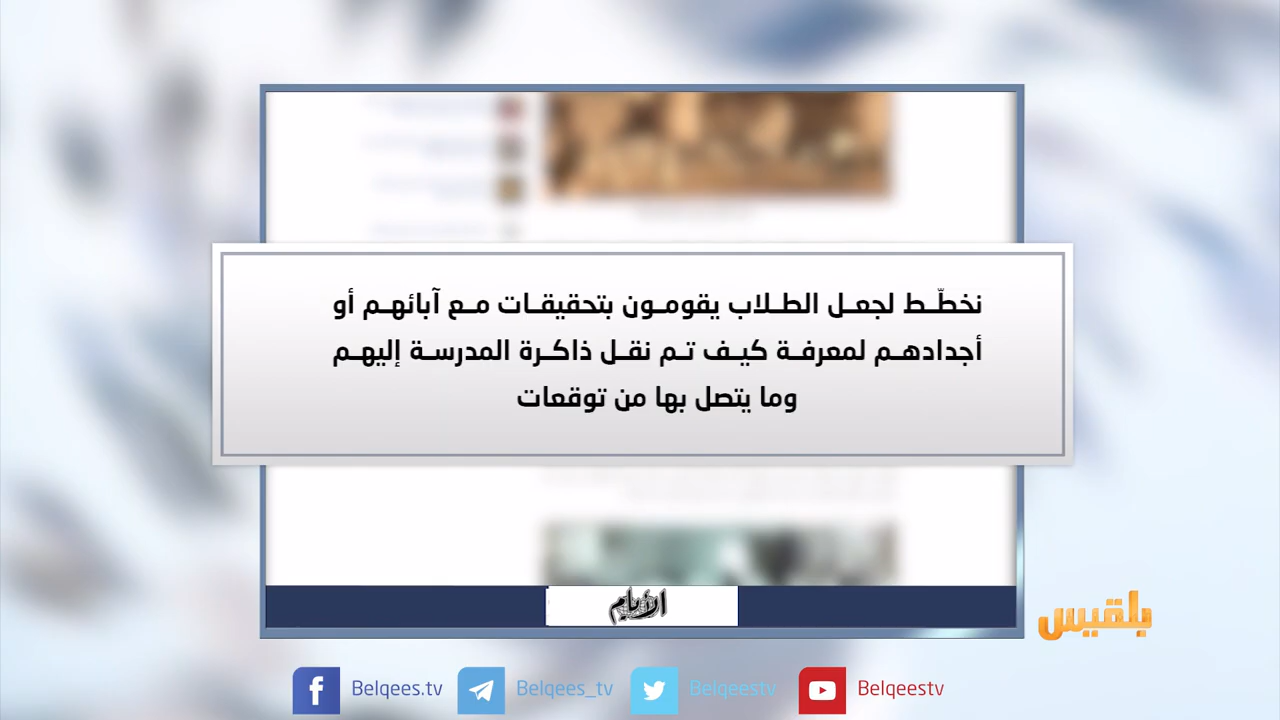 نخطّط لجعل الطلاب يقومون بتحقيقات مع آبائهم أو
أجدادهم لمعرفة كيف تم نقل ذاكرة المدرسة إليهم
وما يتصل بها من توقعات
الأيام
بلقيس
Belqees.tv
Belqees_tv
Belqeestv
Belqeestv